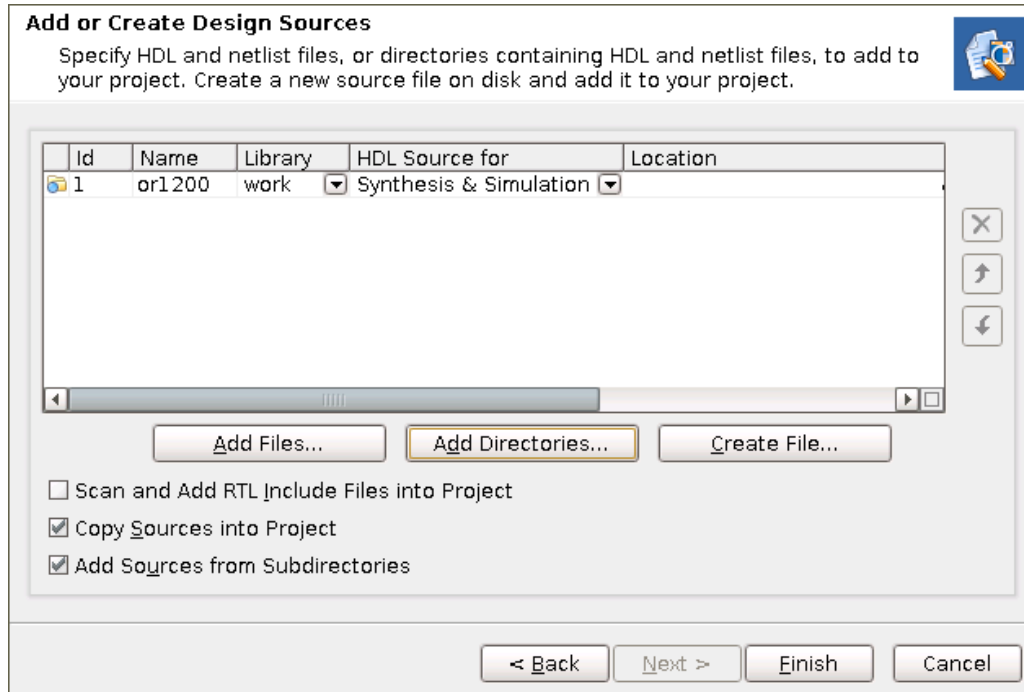 Add or Create Design Sources
Specify HDL and netlist files, or directories containing HDL and netlist files, to add to
your project. Create a new source file on disk and add it to your project.
Id Name Library HDL Source for Location
1 or1200 work Synthesis & Simulation
Add Files... Add Directories... Create File...
Scan and Add RTL Include Files into Project
Copy Sources into Project
Add Sources from Subdirectories
< Back Next > Finish Cancel